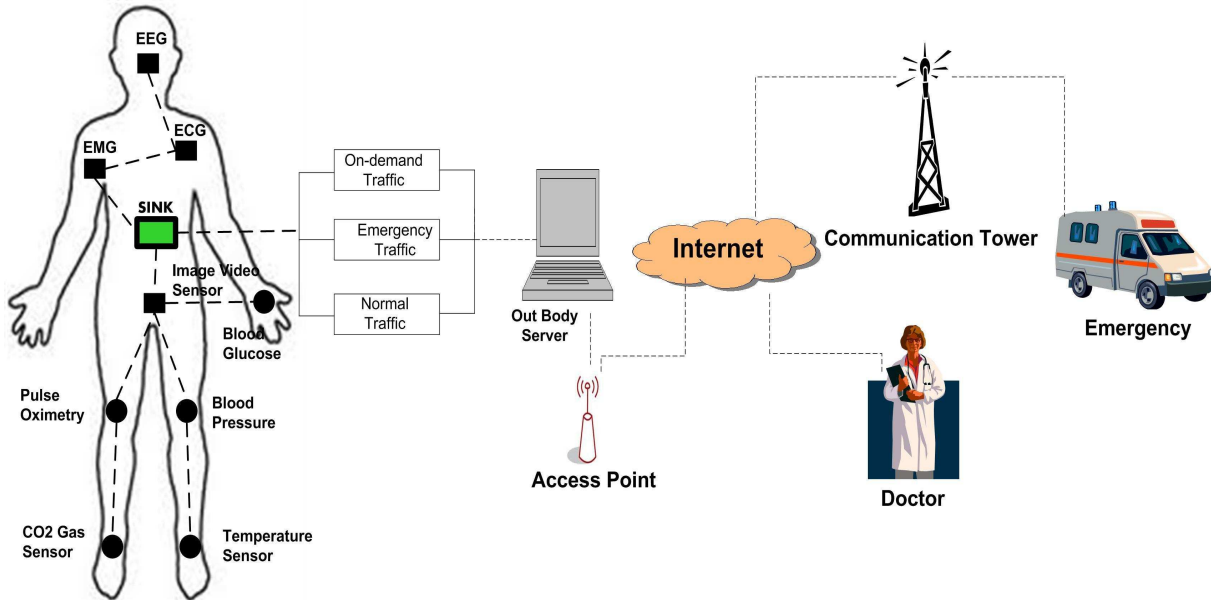 EEG
ECG
EMG
SINK
Image Video
Sensor
Blood
Glucose
Pulse
Oximetry
Blood
Pressure
CO2 Gas
Sensor
Temperature
Sensor
On-demand
Traffic
Emergency
Traffic
Normal
Traffic
Out Body
Server
Access Point
Internet
Communication Tower
Emergency
Doctor